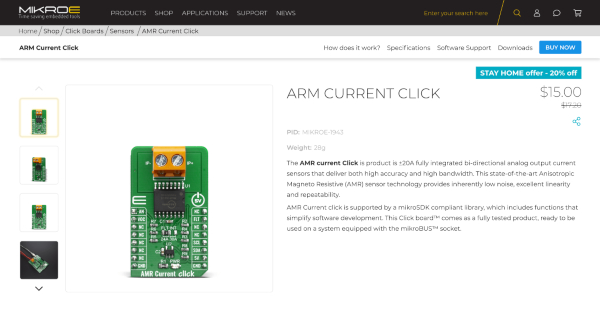 MIKROE
Time saving embedded tools
PRODUCTS SHOP APPLICATIONS SUPPORT NEWS
Enter your search here
Home / Shop / Click Boards / Sensors / AMR Current Click
ARM Current Click
How does it work? Specifications Software Support Downloads BUY NOW
STAY HOME offer - 20% off
ARM CURRENT CLICK
$15.00
$17.20
PID: MIKROE-1943
Weight: 28g
The AMR current Click is product is ±20A fully integrated bi-directional analog output current
sensors that deliver both high accuracy and high bandwidth. This state-of-the-art Anisotropic
Magneto Resistive (AMR) sensor technology provides inherently low noise, excellent linearity
and repeatability.
AMR Current click is supported by a mikroSDK compliant library, which includes functions that
simplify software development. This Click board™ comes as a fully tested product, ready to be
used on a system equipped with the mikroBUS™ socket.
5V
AMR Current click